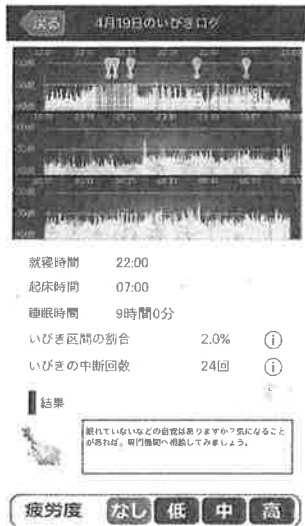 戻る
4月19日のいびきログ
就寝時間 22:00
起床時間 07:00
睡眠時間 9時間0分
いびき区間の割合 2.0%
いびきの中断回数 24回
結果
眠れていないなどの自覚はありますか？気になること
があれば、専門機関へ相談してみましょう。
疲労度 なし 低 中 高